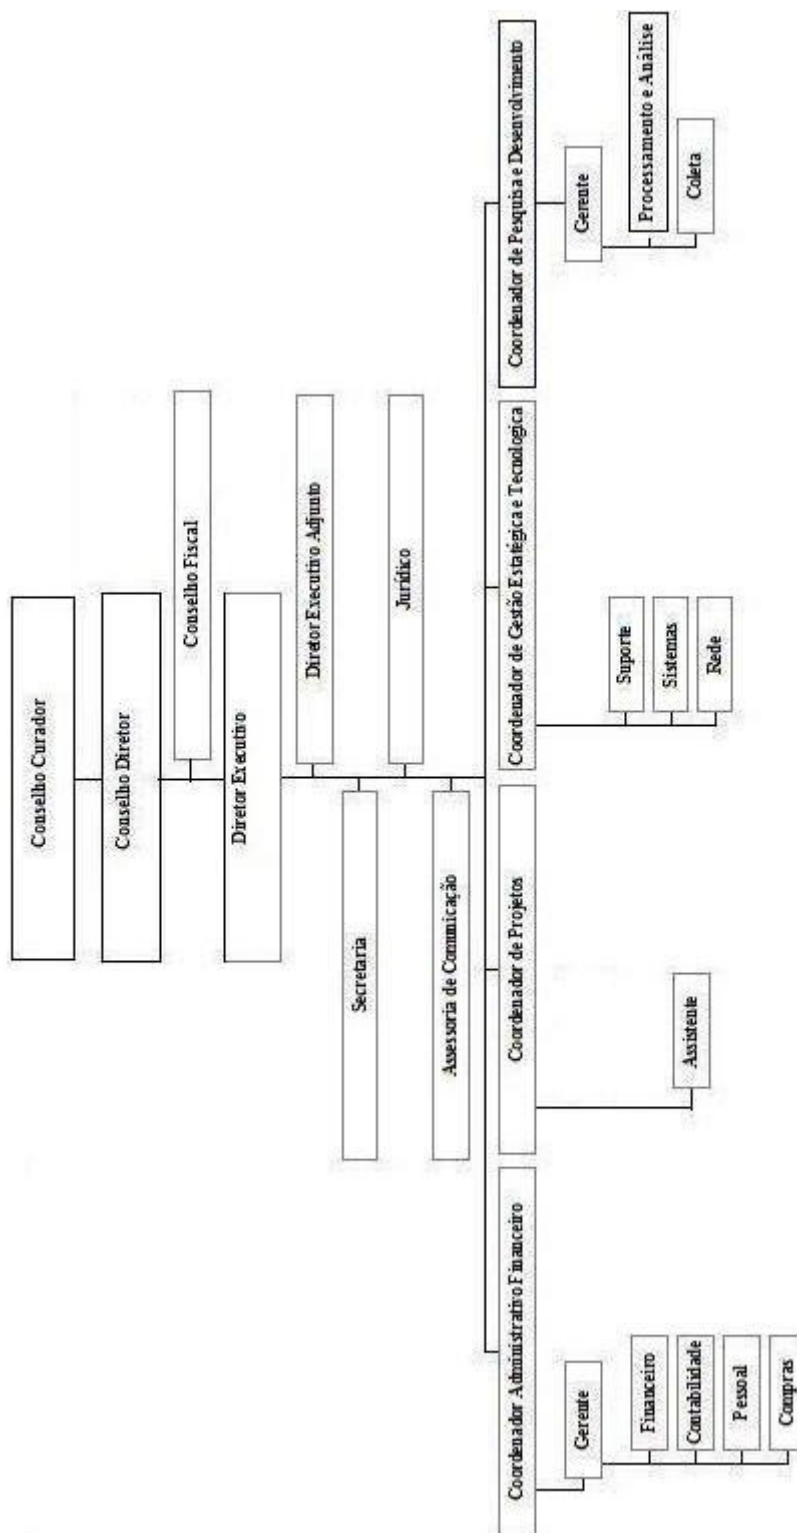 Conselho Curador
Conselho Diretor
Conselho Fiscal
Diretor Executivo
Diretor Executivo Adjunto
Secretaria
Jurídico
Assessoria de Comunicação
Coordenador Administrativo Financeiro
Gerente
Financeiro
Contabilidade
Pessoal
Compras
Coordenador de Projetos
Assistente
Coordenador de Gestão Estatégica e Tecnologica
Suporte
Sistemas
Rede
Coordenador de Pesquisa e Desenvolvimento
Gerente
Processamento e Análise
Coleta